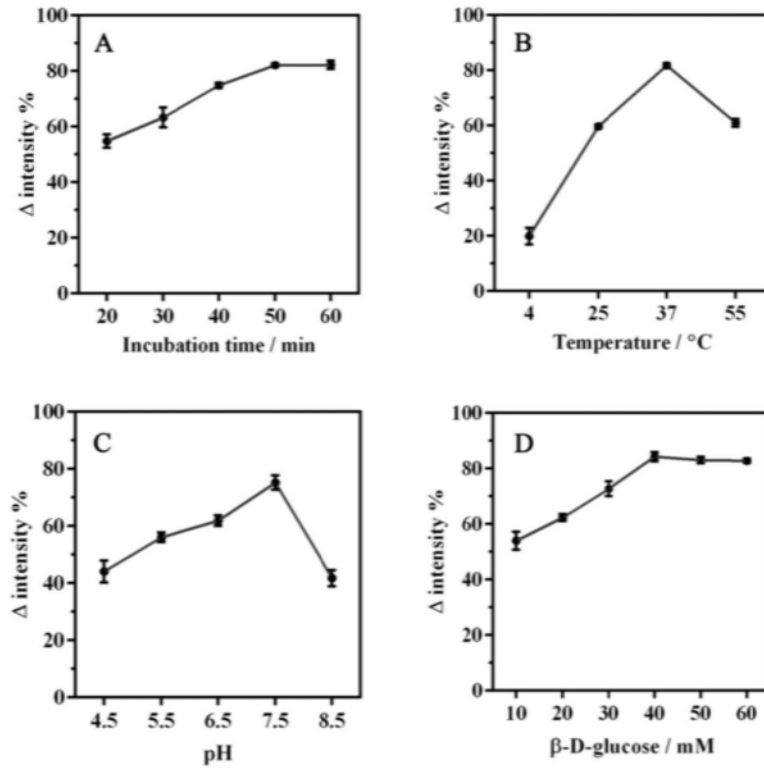 A
Δ intensity %
100
80
60
40
20
0
20 30 40 50 60
Incubation time / min
B
Δ intensity %
100
80
60
40
20
0
4 25 37 55
Temperature / °C
C
Δ intensity %
100
80
60
40
20
0
4.5 5.5 6.5 7.5 8.5
pH
D
Δ intensity %
100
80
60
40
20
0
10 20 30 40 50 60
β-D-glucose / mM